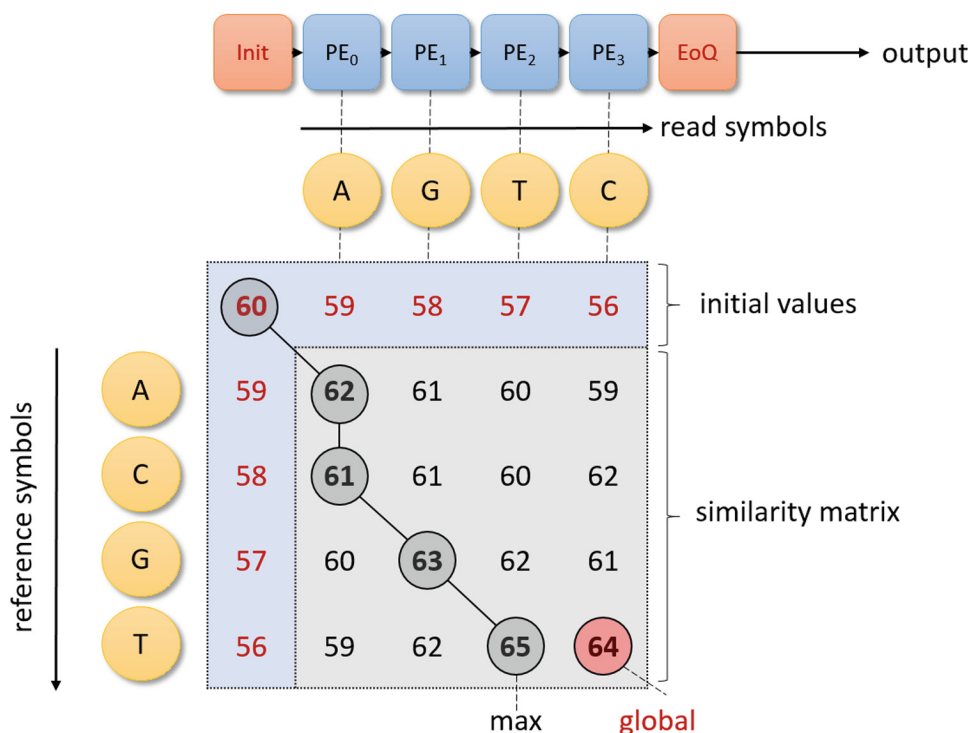 Init PE0 PE1 PE2 PE3 EoQ output
read symbols
A G T C
60 59 58 57 56 initial values
A 59 62 61 60 59
C 58 61 61 60 62
similarity matrix
G 57 60 63 62 61
T 56 59 62 65 64
reference symbols
max global